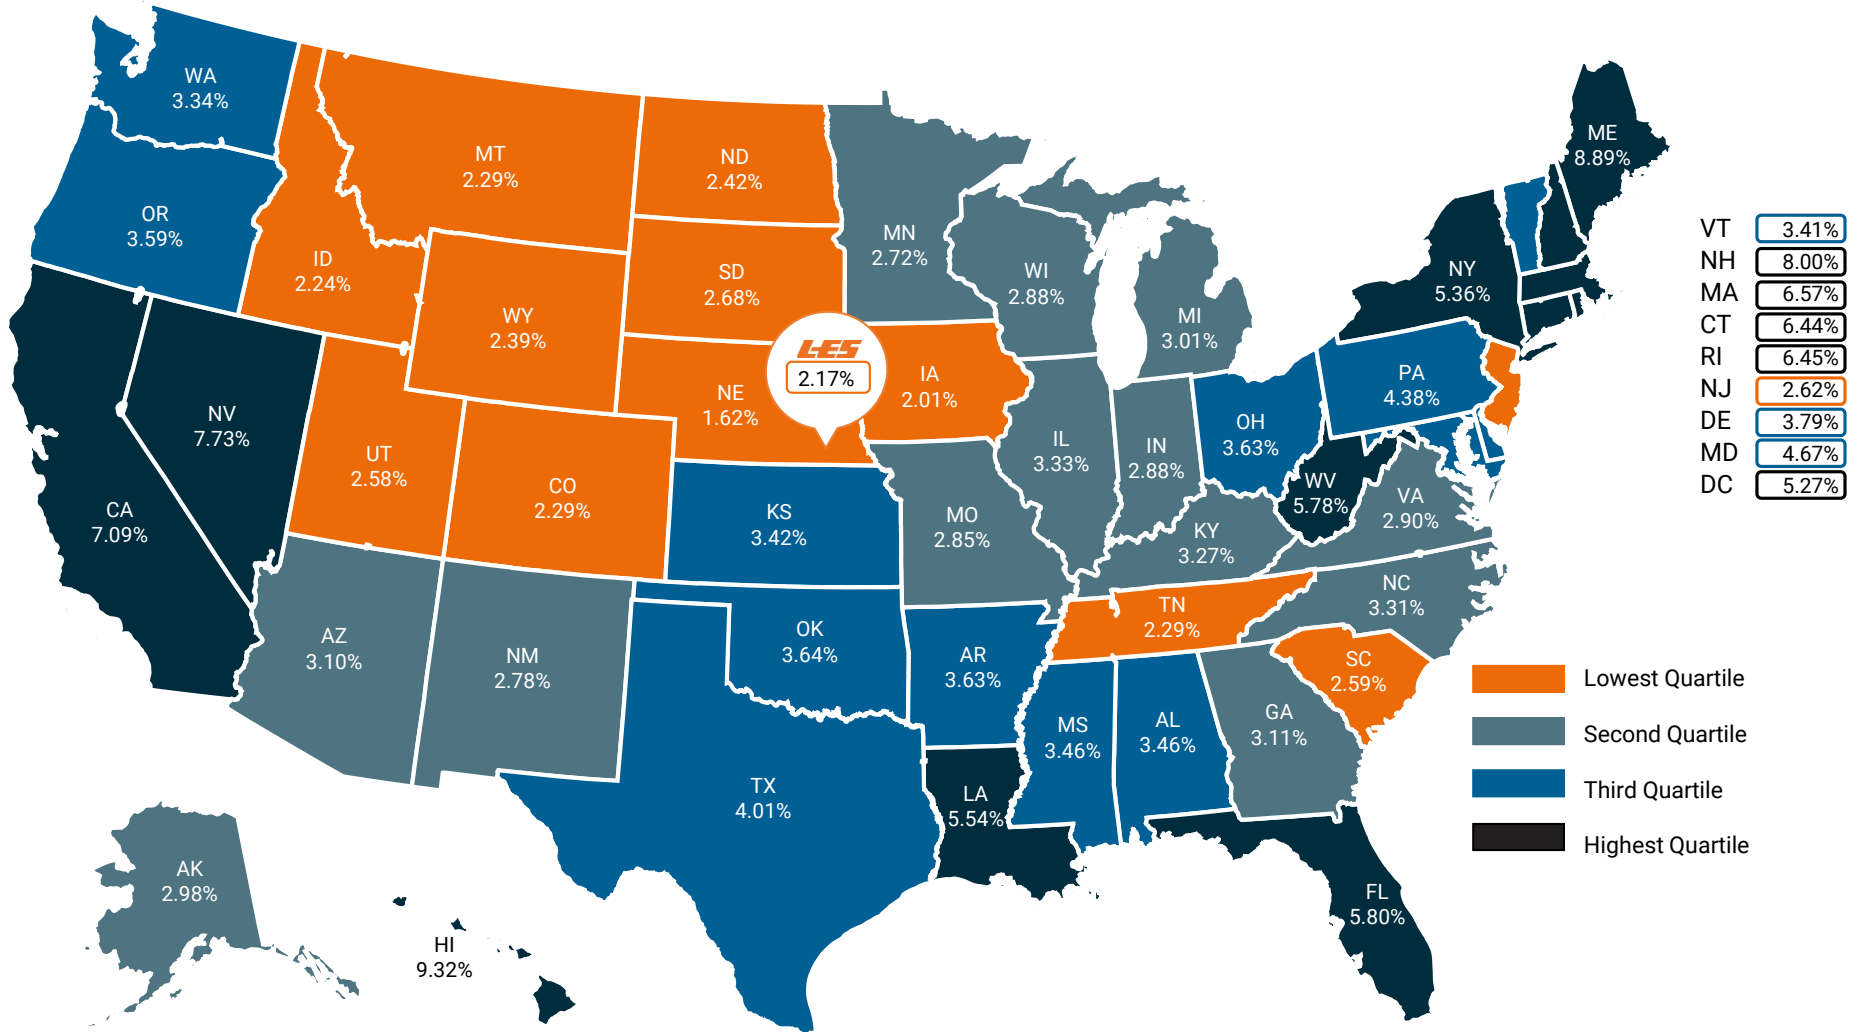 WA
3.34%
OR
3.59%
CA
7.09%
NV
7.73%
ID
2.24%
MT
2.29%
WY
2.39%
UT
2.58%
CO
2.29%
AZ
3.10%
NM
2.78%
ND
2.42%
SD
2.68%
NE
1.62%
LES
2.17%
KS
3.42%
OK
3.64%
TX
4.01%
MN
2.72%
IA
2.01%
MO
2.85%
AR
3.63%
LA
5.54%
WI
2.88%
IL
3.33%
MI
3.01%
IN
2.88%
OH
3.63%
KY
3.27%
TN
2.29%
MS
3.46%
AL
3.46%
GA
3.11%
FL
5.80%
SC
2.59%
NC
3.31%
VA
2.90%
WV
5.78%
PA
4.38%
NY
5.36%
ME
8.89%
AK
2.98%
HI
9.32%
VT 3.41%
NH 8.00%
MA 6.57%
CT 6.44%
RI 6.45%
NJ 2.62%
DE 3.79%
MD 4.67%
DC 5.27%
Lowest Quartile
Second Quartile
Third Quartile
Highest Quartile